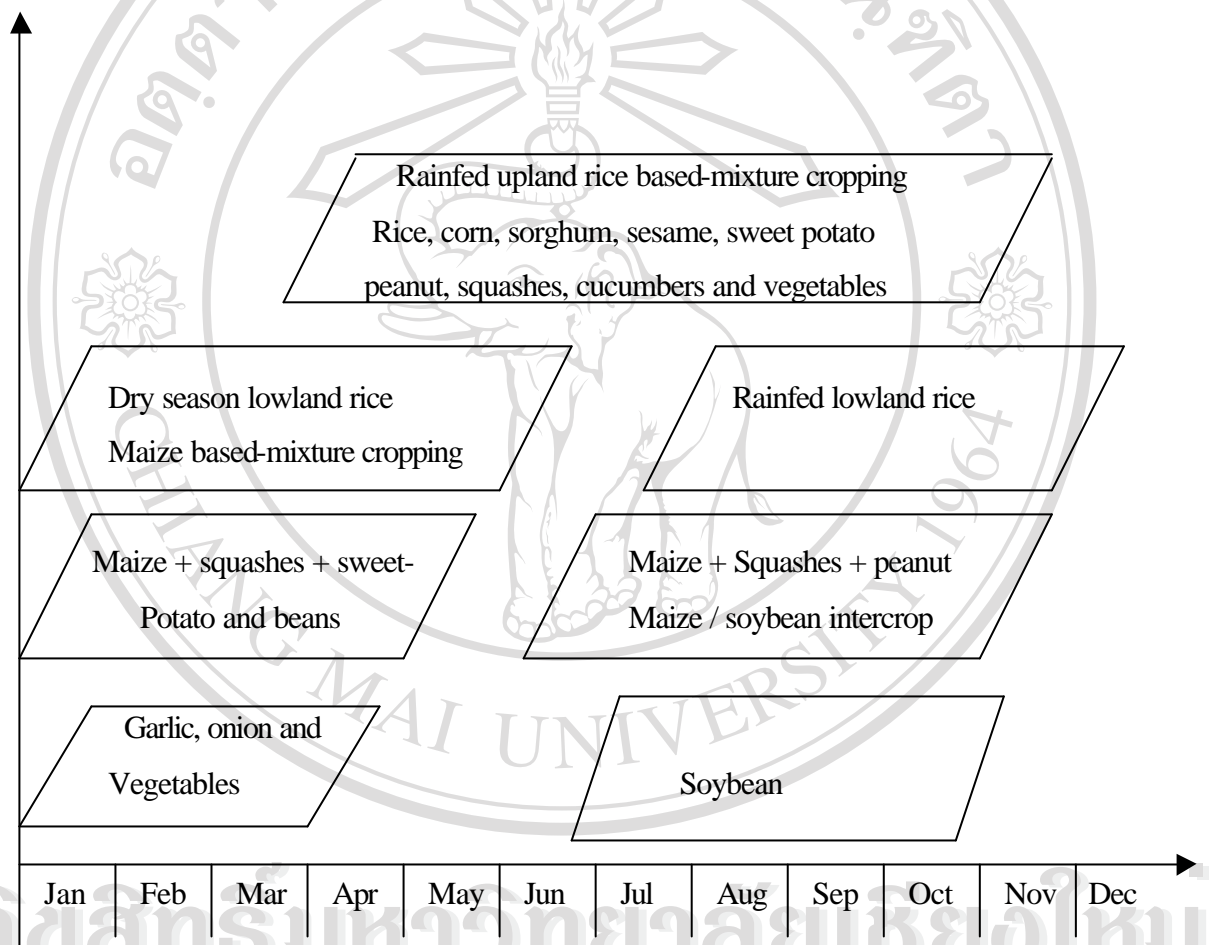 Rainfed upland rice based-mixture cropping
Rice, corn, sorghum, sesame, sweet potato
peanut, squashes, cucumbers and vegetables
Dry season lowland rice
Maize based-mixture cropping
Rainfed lowland rice
Maize + squashes + sweet-
Potato and beans
Maize + Squashes + peanut
Maize / soybean intercrop
Garlic, onion and
Vegetables
Soybean
Jan Feb Mar Apr May Jun Jul Aug Sep Oct Nov Dec
CHIANG MAI UNIVERSITY 1964